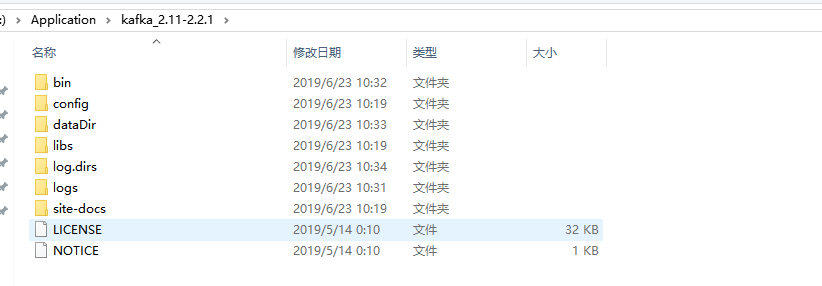 :) > Application > kafka_2.11-2.2.1 >
名称 修改日期 类型 大小
bin 2019/6/23 10:32 文件夹
config 2019/6/23 10:19 文件夹
dataDir 2019/6/23 10:33 文件夹
libs 2019/6/23 10:19 文件夹
log.dirs 2019/6/23 10:34 文件夹
logs 2019/6/23 10:31 文件夹
site-docs 2019/6/23 10:19 文件夹
LICENSE 2019/5/14 0:10 文件 32 KB
NOTICE 2019/5/14 0:10 文件 1 KB